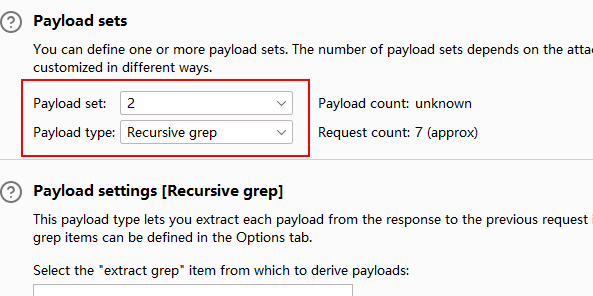 Payload sets
You can define one or more payload sets. The number of payload sets depends on the
customized in different ways.
Payload set: 2 Payload count: unknown
Payload type: Recursive grep Request count: 7 (approx)
Payload settings [Recursive grep]
This payload type lets you extract each payload from the response to the previous request
grep items can be defined in the Options tab.
Select the "extract grep" item from which to derive payloads: